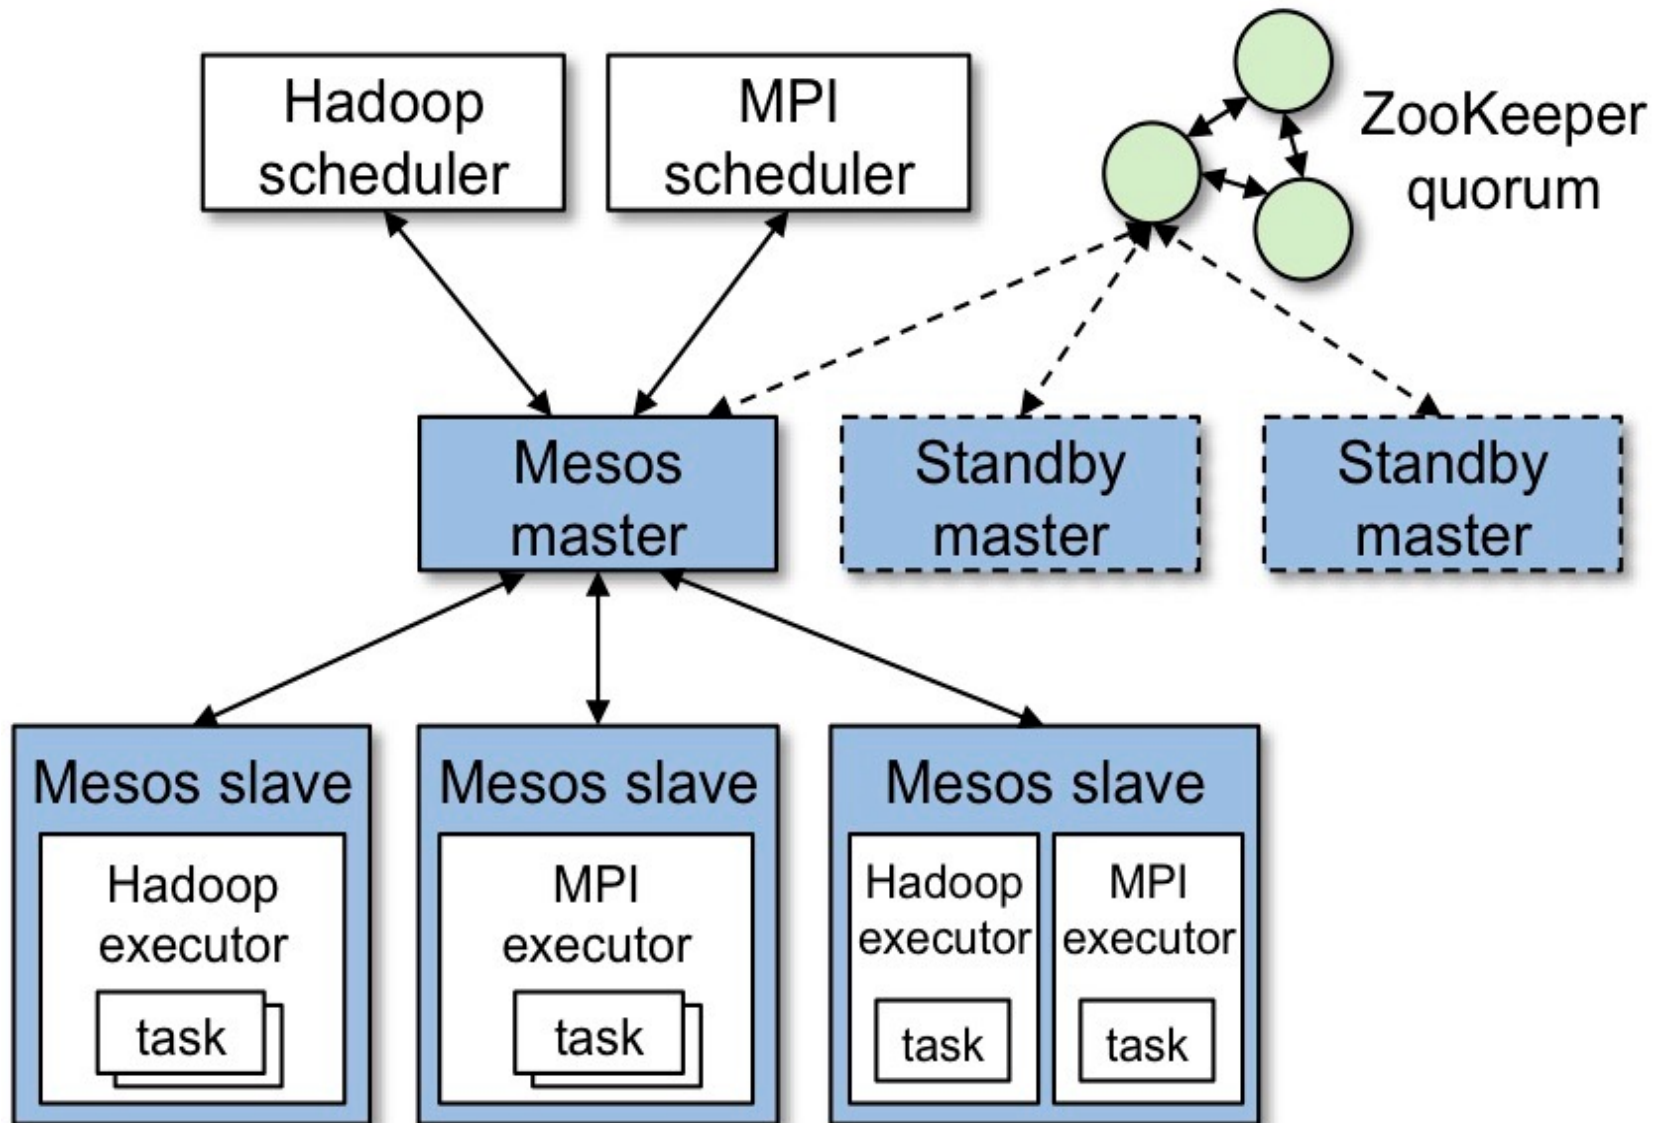 Hadoop
scheduler
MPI
scheduler
ZooKeeper
quorum
Mesos
master
Standby
master
Standby
master
Mesos slave
Hadoop
executor
task
Mesos slave
MPI
executor
task
Mesos slave
Hadoop
executor
task
MPI
executor
task